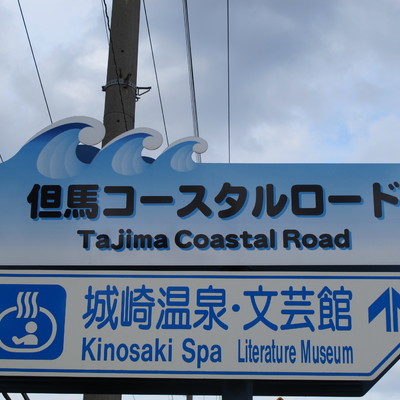 但馬コースタルロード
Tajima Coastal Road
城崎温泉・文芸館
Kinosaki Spa Literature Museum